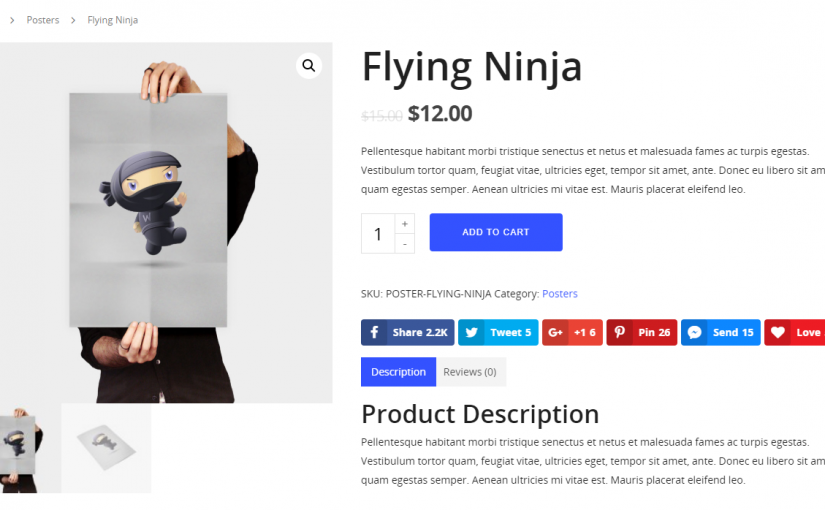 Posters > Flying Ninja
Flying Ninja
$15.00 $12.00
Pellentesque habitant morbi tristique senectus et netus et malesuada fames ac turpis egestas.
Vestibulum tortor quam, feugiat vitae, ultricies eget, tempor sit amet, ante. Donec eu libero sit am
quam egestas semper. Aenean ultricies mi vitae est. Mauris placerat eleifend leo.
1 + -
ADD TO CART
SKU: POSTER-FLYING-NINJA Category: Posters
Share 2.2K Tweet 5 G+ +1 6 Pin 26 Send 15 Love
Description Reviews (0)
Product Description
Pellentesque habitant morbi tristique senectus et netus et malesuada fames ac turpis egestas.
Vestibulum tortor quam, feugiat vitae, ultricies eget, tempor sit amet, ante. Donec eu libero sit am
quam egestas semper. Aenean ultricies mi vitae est. Mauris placerat eleifend leo.
W